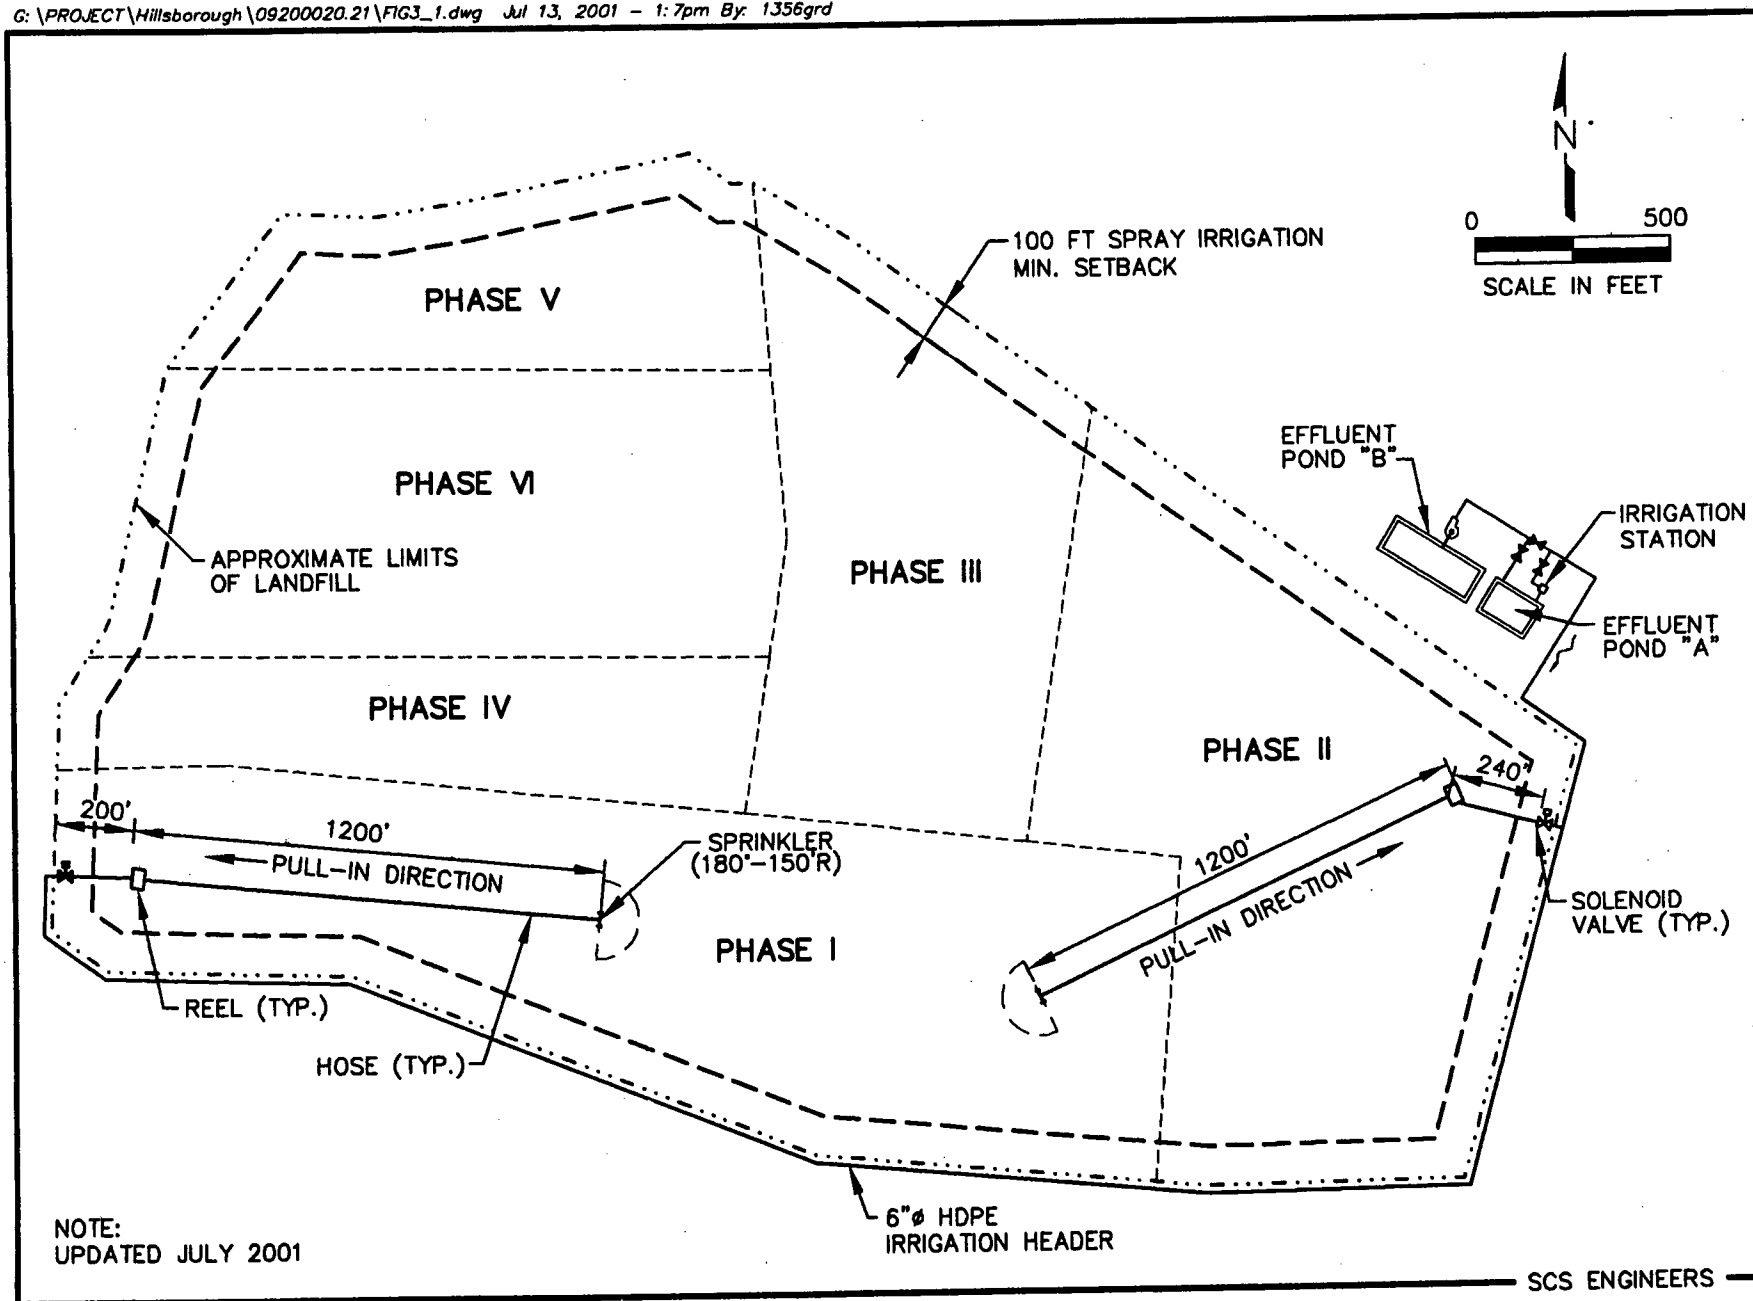 G: \PROJECT\Hillsborough\09200020.21\FIG3_1.dwg Jul 13, 2001 - 1: 7pm By: 1356grd
N
0 500
SCALE IN FEET
100 FT SPRAY IRRIGATION
MIN. SETBACK
PHASE V
EFFLUENT
POND "B"
PHASE VI
IRRIGATION
STATION
APPROXIMATE LIMITS
OF LANDFILL
PHASE III
EFFLUENT
POND "A"
PHASE IV
PHASE II
240'
200'
1200'
SPRINKLER
(180°-150'R)
PULL-IN DIRECTION
1200'
PULL-IN DIRECTION
SOLENOID
VALVE (TYP.)
PHASE I
REEL (TYP.)
HOSE (TYP.)
6"ø HDPE
IRRIGATION HEADER
NOTE:
UPDATED JULY 2001
SCS ENGINEERS